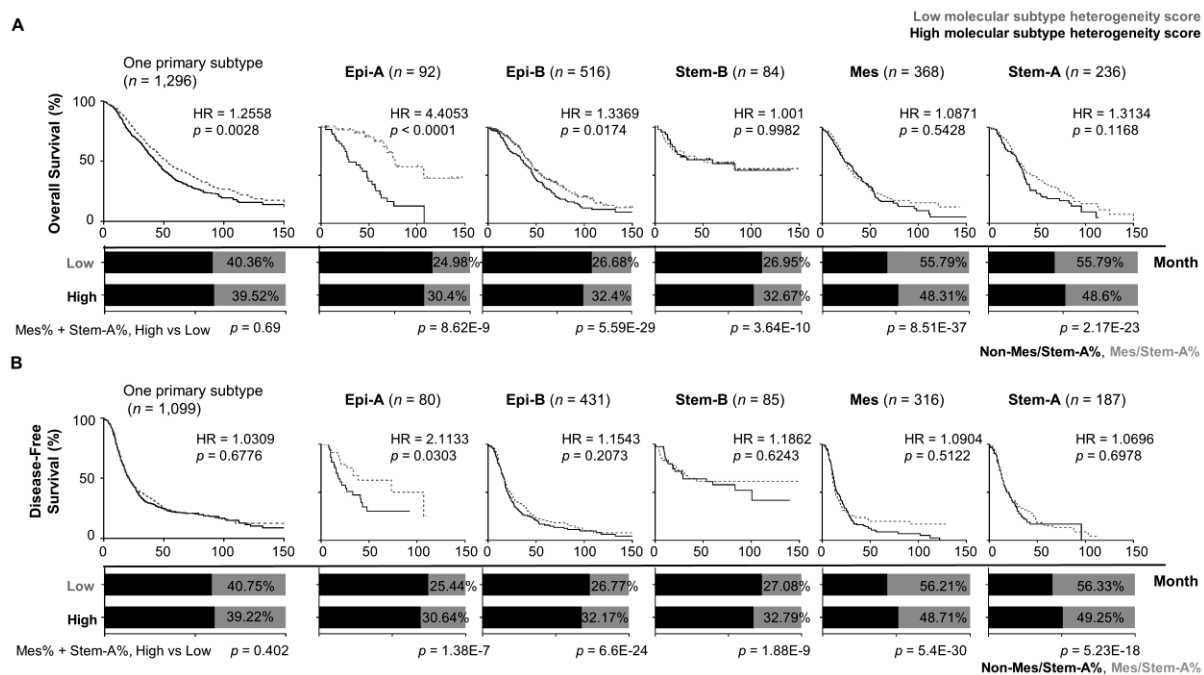 A
Low molecular subtype heterogeneity score
High molecular subtype heterogeneity score
One primary subtype
(n = 1,296)
Epi-A (n = 92)
Epi-B (n = 516)
Stem-B (n = 84)
Mes (n = 368)
Stem-A (n = 236)
Overall Survival (%)
100
50
0
HR = 1.2558
p = 0.0028
HR = 4.4053
p < 0.0001
HR = 1.3369
p = 0.0174
HR = 1.001
p = 0.9982
HR = 1.0871
p = 0.5428
HR = 1.3134
p = 0.1168
0 50 100 150
0 50 100 150
0 50 100 150
0 50 100 150
0 50 100 150
0 50 100 150
Month
Low 40.36% 24.98% 26.68% 26.95% 55.79% 55.79%
High 39.52% 30.4% 32.4% 32.67% 48.31% 48.6%
Mes% + Stem-A%, High vs Low p = 0.69 p = 8.62E-9 p = 5.59E-29 p = 3.64E-10 p = 8.51E-37 p = 2.17E-23
Non-Mes/Stem-A%, Mes/Stem-A%
B
One primary subtype
(n = 1,099)
Epi-A (n = 80)
Epi-B (n = 431)
Stem-B (n = 85)
Mes (n = 316)
Stem-A (n = 187)
Disease-Free
Survival (%)
100
50
0
HR = 1.0309
p = 0.6776
HR = 2.1133
p = 0.0303
HR = 1.1543
p = 0.2073
HR = 1.1862
p = 0.6243
HR = 1.0904
p = 0.5122
HR = 1.0696
p = 0.6978
0 50 100 150
0 50 100 150
0 50 100 150
0 50 100 150
0 50 100 150
0 50 100 150
Month
Low 40.75% 25.44% 26.77% 27.08% 56.21% 56.33%
High 39.22% 30.64% 32.17% 32.79% 48.71% 49.25%
Mes% + Stem-A%, High vs Low p = 0.402 p = 1.38E-7 p = 6.6E-24 p = 1.88E-9 p = 5.4E-30 p = 5.23E-18
Non-Mes/Stem-A%, Mes/Stem-A%